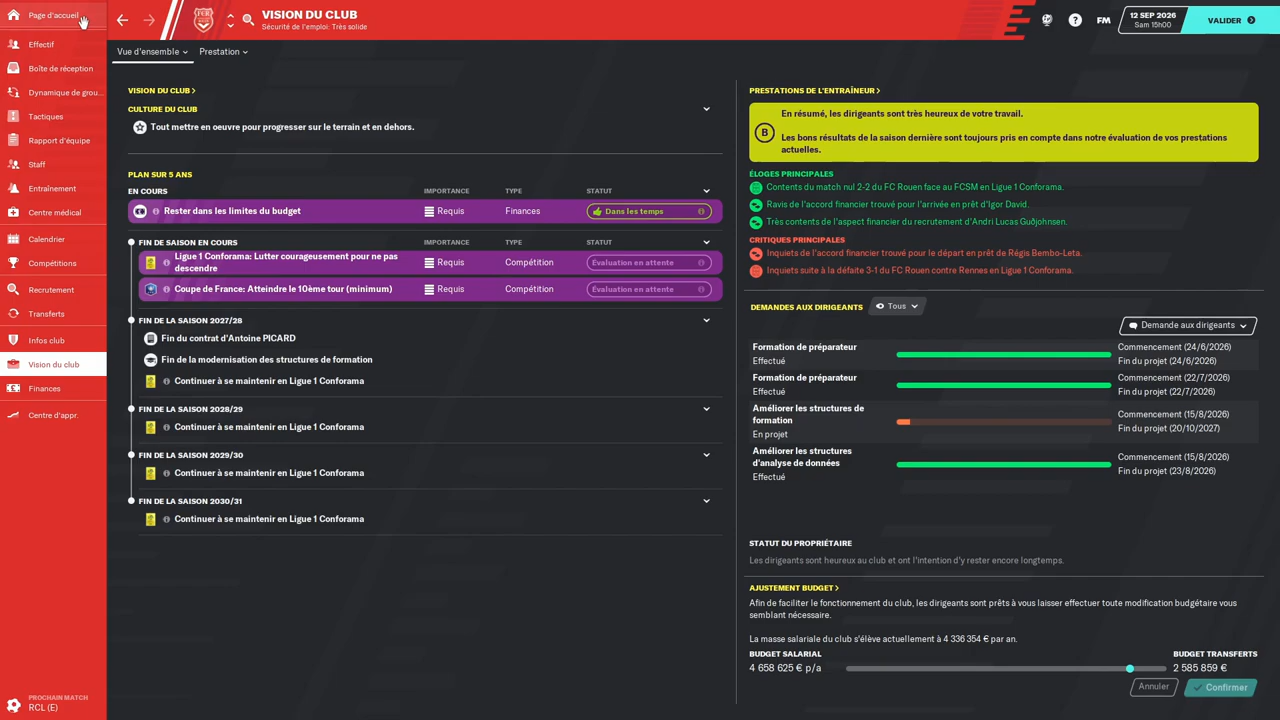 Page d'accueil
Effectif
Boîte de réception
Dynamique de grou...
Tactiques
Rapport d'équipe
Staff
Entraînement
Centre médical
Calendrier
Compétitions
Recrutement
Transferts
Infos club
Vision du club
Finances
Centre d'appr.
PROCHAIN MATCH
RCL (E)
VISION DU CLUB
Sécurité de l'emploi: Très solide
FM
12 SEP 2026
Sam 15h00
VALIDER
Vue d'ensemble
Prestation
VISION DU CLUB
CULTURE DU CLUB
Tout mettre en oeuvre pour progresser sur le terrain et en dehors.
PLAN SUR 5 ANS
EN COURS IMPORTANCE TYPE STATUT
Rester dans les limites du budget Requis Finances Dans les temps
FIN DE SAISON EN COURS IMPORTANCE TYPE STATUT
Ligue 1 Conforama: Lutter courageusement pour ne pas
descendre Requis Compétition Évaluation en attente
Coupe de France: Atteindre le 10ème tour (minimum) Requis Compétition Évaluation en attente
FIN DE LA SAISON 2027/28
Fin du contrat d'Antoine PICARD
Fin de la modernisation des structures de formation
Continuer à se maintenir en Ligue 1 Conforama
FIN DE LA SAISON 2028/29
Continuer à se maintenir en Ligue 1 Conforama
FIN DE LA SAISON 2029/30
Continuer à se maintenir en Ligue 1 Conforama
FIN DE LA SAISON 2030/31
Continuer à se maintenir en Ligue 1 Conforama
PRESTATIONS DE L'ENTRAÎNEUR
B
En résumé, les dirigeants sont très heureux de votre travail.
Les bons résultats de la saison dernière sont toujours pris en compte dans notre évaluation de vos prestations
actuelles.
ÉLOGES PRINCIPALES
Contents du match nul 2-2 du FC Rouen face au FCSM en Ligue 1 Conforama.
Ravis de l'accord financier trouvé pour l'arrivée en prêt d'Igor David.
Très contents de l'aspect financier du recrutement d'Andri Lucas Guðjohnsen.
CRITIQUES PRINCIPALES
Inquiets de l'accord financier trouvé pour le départ en prêt de Régis Bembo-Leta.
Inquiets suite à la défaite 3-1 du FC Rouen contre Rennes en Ligue 1 Conforama.
DEMANDES AUX DIRIGEANTS Tous
Demande aux dirigeants
Formation de préparateur Commencement (24/6/2026)
Effectué Fin du projet (24/6/2026)
Formation de préparateur Commencement (22/7/2026)
Effectué Fin du projet (22/7/2026)
Améliorer les structures de
formation Commencement (15/8/2026)
En projet Fin du projet (20/10/2027)
Améliorer les structures
d'analyse de données Commencement (15/8/2026)
Effectué Fin du projet (23/8/2026)
STATUT DU PROPRIÉTAIRE
Les dirigeants sont heureux au club et ont l'intention d'y rester encore longtemps.
AJUSTEMENT BUDGET
Afin de faciliter le fonctionnement du club, les dirigeants sont prêts à vous laisser effectuer toute modification budgétaire vous
semblant nécessaire.
La masse salariale du club s'élève actuellement à 4 336 354 € par an.
BUDGET SALARIAL BUDGET TRANSFERTS
4 658 625 € p/a 2 585 859 €
Annuler Confirmer